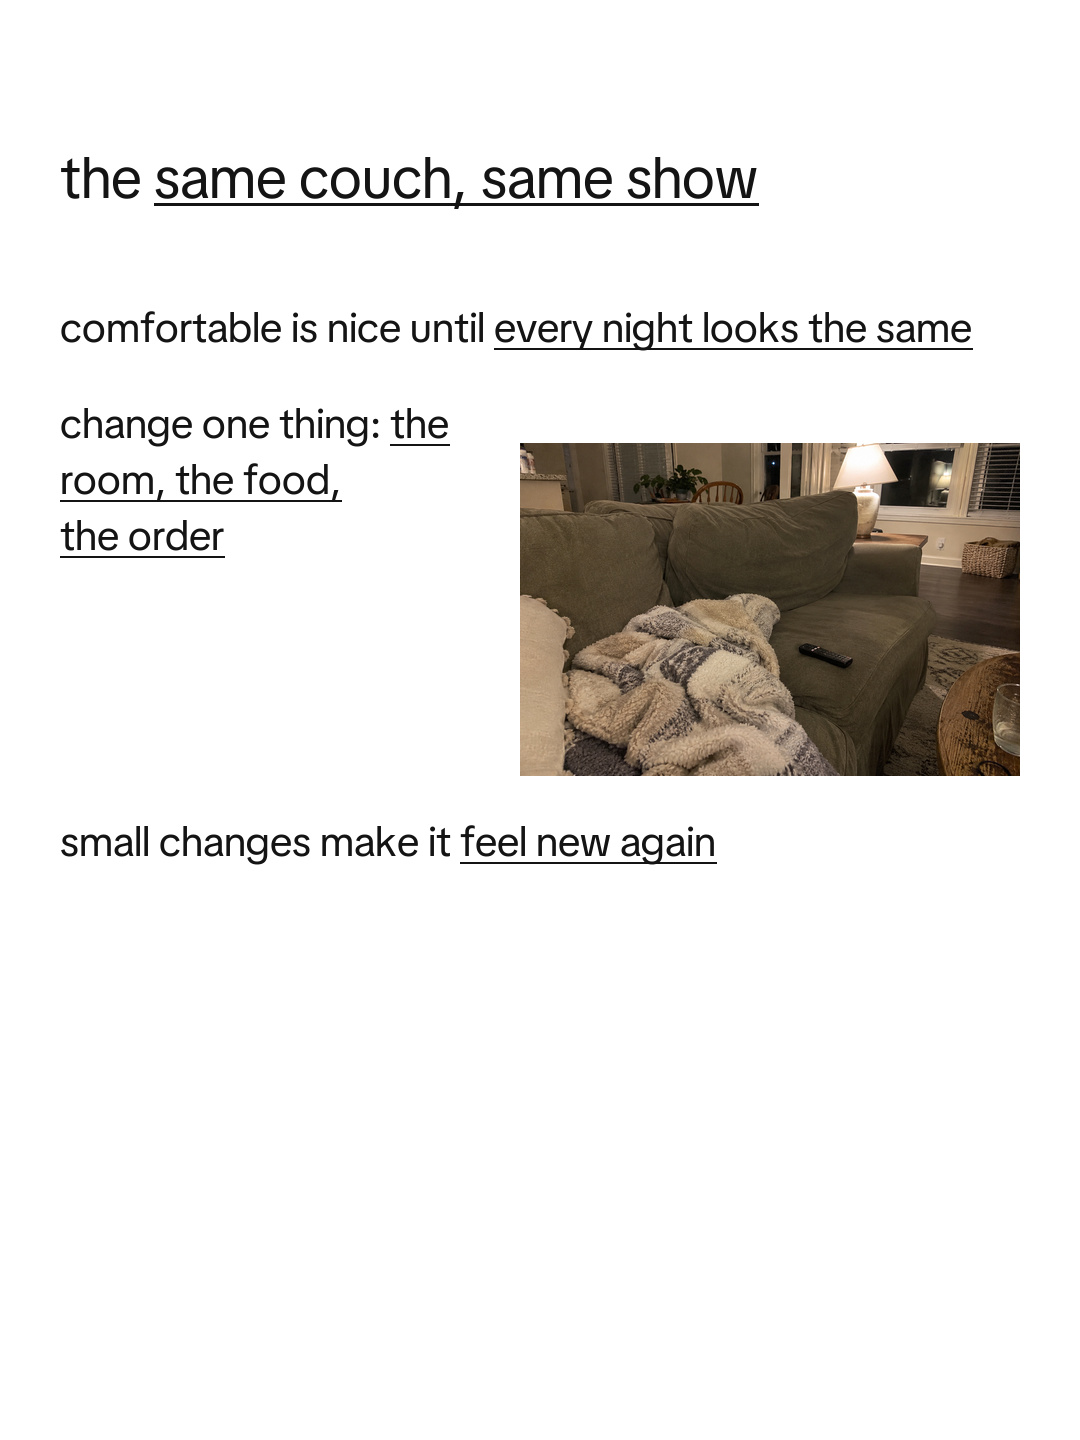 the same couch, same show
comfortable is nice until every night looks the same
change one thing: the
room, the food,
the order
small changes make it feel new again